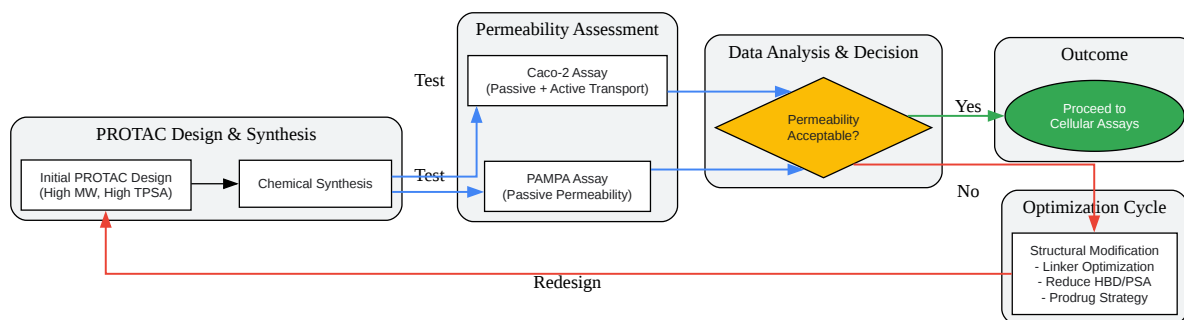 PROTAC Design & Synthesis
Initial PROTAC Design
(High MW, High TPSA)
Chemical Synthesis
Test
Test
Permeability Assessment
Caco-2 Assay
(Passive + Active Transport)
PAMPA Assay
(Passive Permeability)
Data Analysis & Decision
Permeability
Acceptable?
Yes
No
Outcome
Proceed to
Cellular Assays
Optimization Cycle
Structural Modification
- Linker Optimization
- Reduce HBD/PSA
- Prodrug Strategy
Redesign